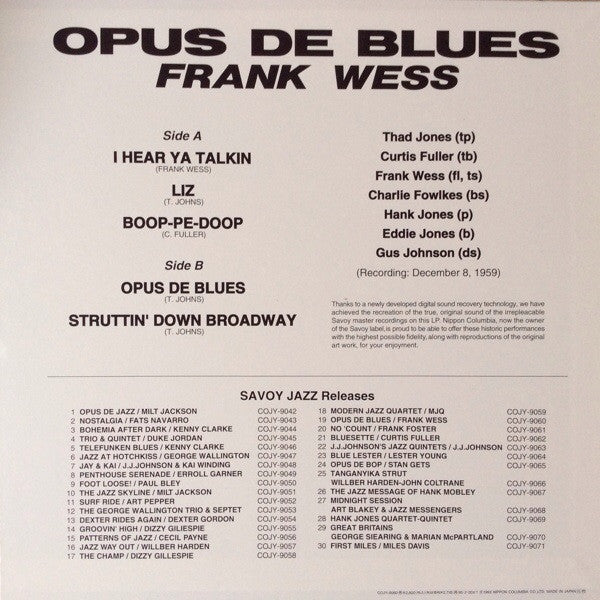 OPUS DE BLUES
FRANK WESS
Side A
I HEAR YA TALKIN
(FRANK WESS)
LIZ
(T. JOHNS)
BOOP-PE-DOOP
(C. FULLER)
Side B
OPUS DE BLUES
(T. JOHNS)
STRUTTIN' DOWN BROADWAY
(T. JOHNS)
Thad Jones (tp)
Curtis Fuller (tb)
Frank Wess (fl, ts)
Charlie Fowlkes (bs)
Hank Jones (p)
Eddie Jones (b)
Gus Johnson (ds)
(Recording: December 8, 1959)
Thanks to a newly developed digital sound recovery technology, we have
achieved the recreation of the true, original sound of the irrepleacable
Savoy master recordings on this LP. Nippon Columbia, now the owner
of the Savoy label, is proud to be able to offer these historic performances
with the highest possible fidelity, along with reproductions of the original
art work, for your enjoyment.
SAVOY JAZZ Releases
1 OPUS DE JAZZ / MILT JACKSON COJY-9042
2 NOSTALGIA / FATS NAVARRO COJY-9043
3 BOHEMIA AFTER DARK / KENNY CLARKE COJY-9044
4 TRIO & QUINTET / DUKE JORDAN COJY-9045
5 TELEFUNKEN BLUES / KENNY CLARKE COJY-9046
6 JAZZ AT HOTCHKISS / GEORGE WALLINGTON COJY-9047
7 JAY & KAI / J.J.JOHNSON & KAI WINDING COJY-9048
8 PENTHOUSE SERENADE / ERROLL GARNER COJY-9049
9 FOOT LOOSE! / PAUL BLEY COJY-9050
10 THE JAZZ SKYLINE / MILT JACKSON COJY-9051
11 SURF RIDE / ART PEPPER COJY-9052
12 THE GEORGE WALLINGTON TRIO & SEPTET COJY-9053
13 DEXTER RIDES AGAIN / DEXTER GORDON COJY-9054
14 GROOVIN' HIGH / DIZZY GILLESPIE COJY-9055
15 PATTERNS OF JAZZ / CECIL PAYNE COJY-9056
16 JAZZ WAY OUT / WILLBER HARDEN COJY-9057
17 THE CHAMP / DIZZY GILLESPIE COJY-9058
18 MODERN JAZZ QUARTET / MJQ COJY-9059
19 OPUS DE BLUES / FRANK WESS COJY-9060
20 NO 'COUNT / FRANK FOSTER COJY-9061
21 BLUESETTE / CURTIS FULLER COJY-9062
22 J.J.JOHNSON'S JAZZ QUINTETS / J.J.JOHNSON COJY-9063
23 BLUE LESTER / LESTER YOUNG COJY-9064
24 OPUS DE BOP / STAN GETS COJY-9065
25 TANGANYIKA STRUT
WILLBER HARDEN-JOHN COLTRANE COJY-9066
26 THE JAZZ MESSAGE OF HANK MOBLEY COJY-9067
27 MIDNIGHT SESSION
ART BLAKEY & JAZZ MESSENGERS COJY-9068
28 HANK JONES QUARTET-QUINTET COJY-9069
29 GREAT BRITAINS
GEORGE SIEARING & MARIAN McPARTLAND COJY-9070
30 FIRST MILES / MILES DAVIS COJY-9071